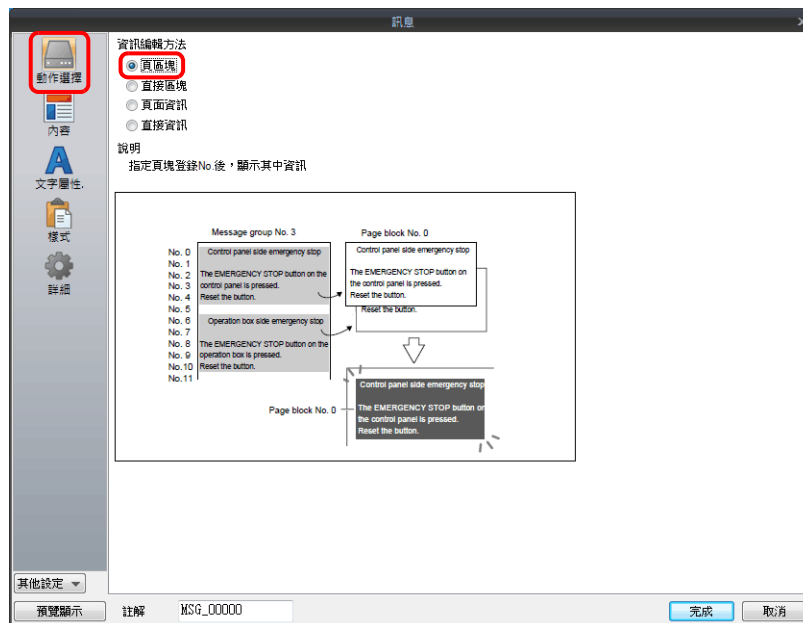 訊息
動作選擇
內容
文字屬性.
樣式
詳細
其他設定
預覽顯示
資訊編輯方法
頁區塊
直接區塊
頁面資訊
直接資訊
說明
指定頁塊登錄No.後，顯示其中資訊
Message group No. 3
No. 0 Control panel side emergency stop
No. 1
No. 2 The EMERGENCY STOP button on the
No. 3 control panel is pressed.
No. 4 Reset the button.
No. 5
No. 6 Operation box side emergency stop
No. 7
No. 8 The EMERGENCY STOP button on the
No. 9 operation box is pressed.
No. 10 Reset the button.
No. 11
Page block No. 0
Control panel side emergency stop
The EMERGENCY STOP button on
the control panel is pressed.
Reset the button.
Reset the button.
Page block No. 0
Control panel side emergency stop
The EMERGENCY STOP button or
the control panel is pressed.
Reset the button.
註解 MSG_00000
完成
取消